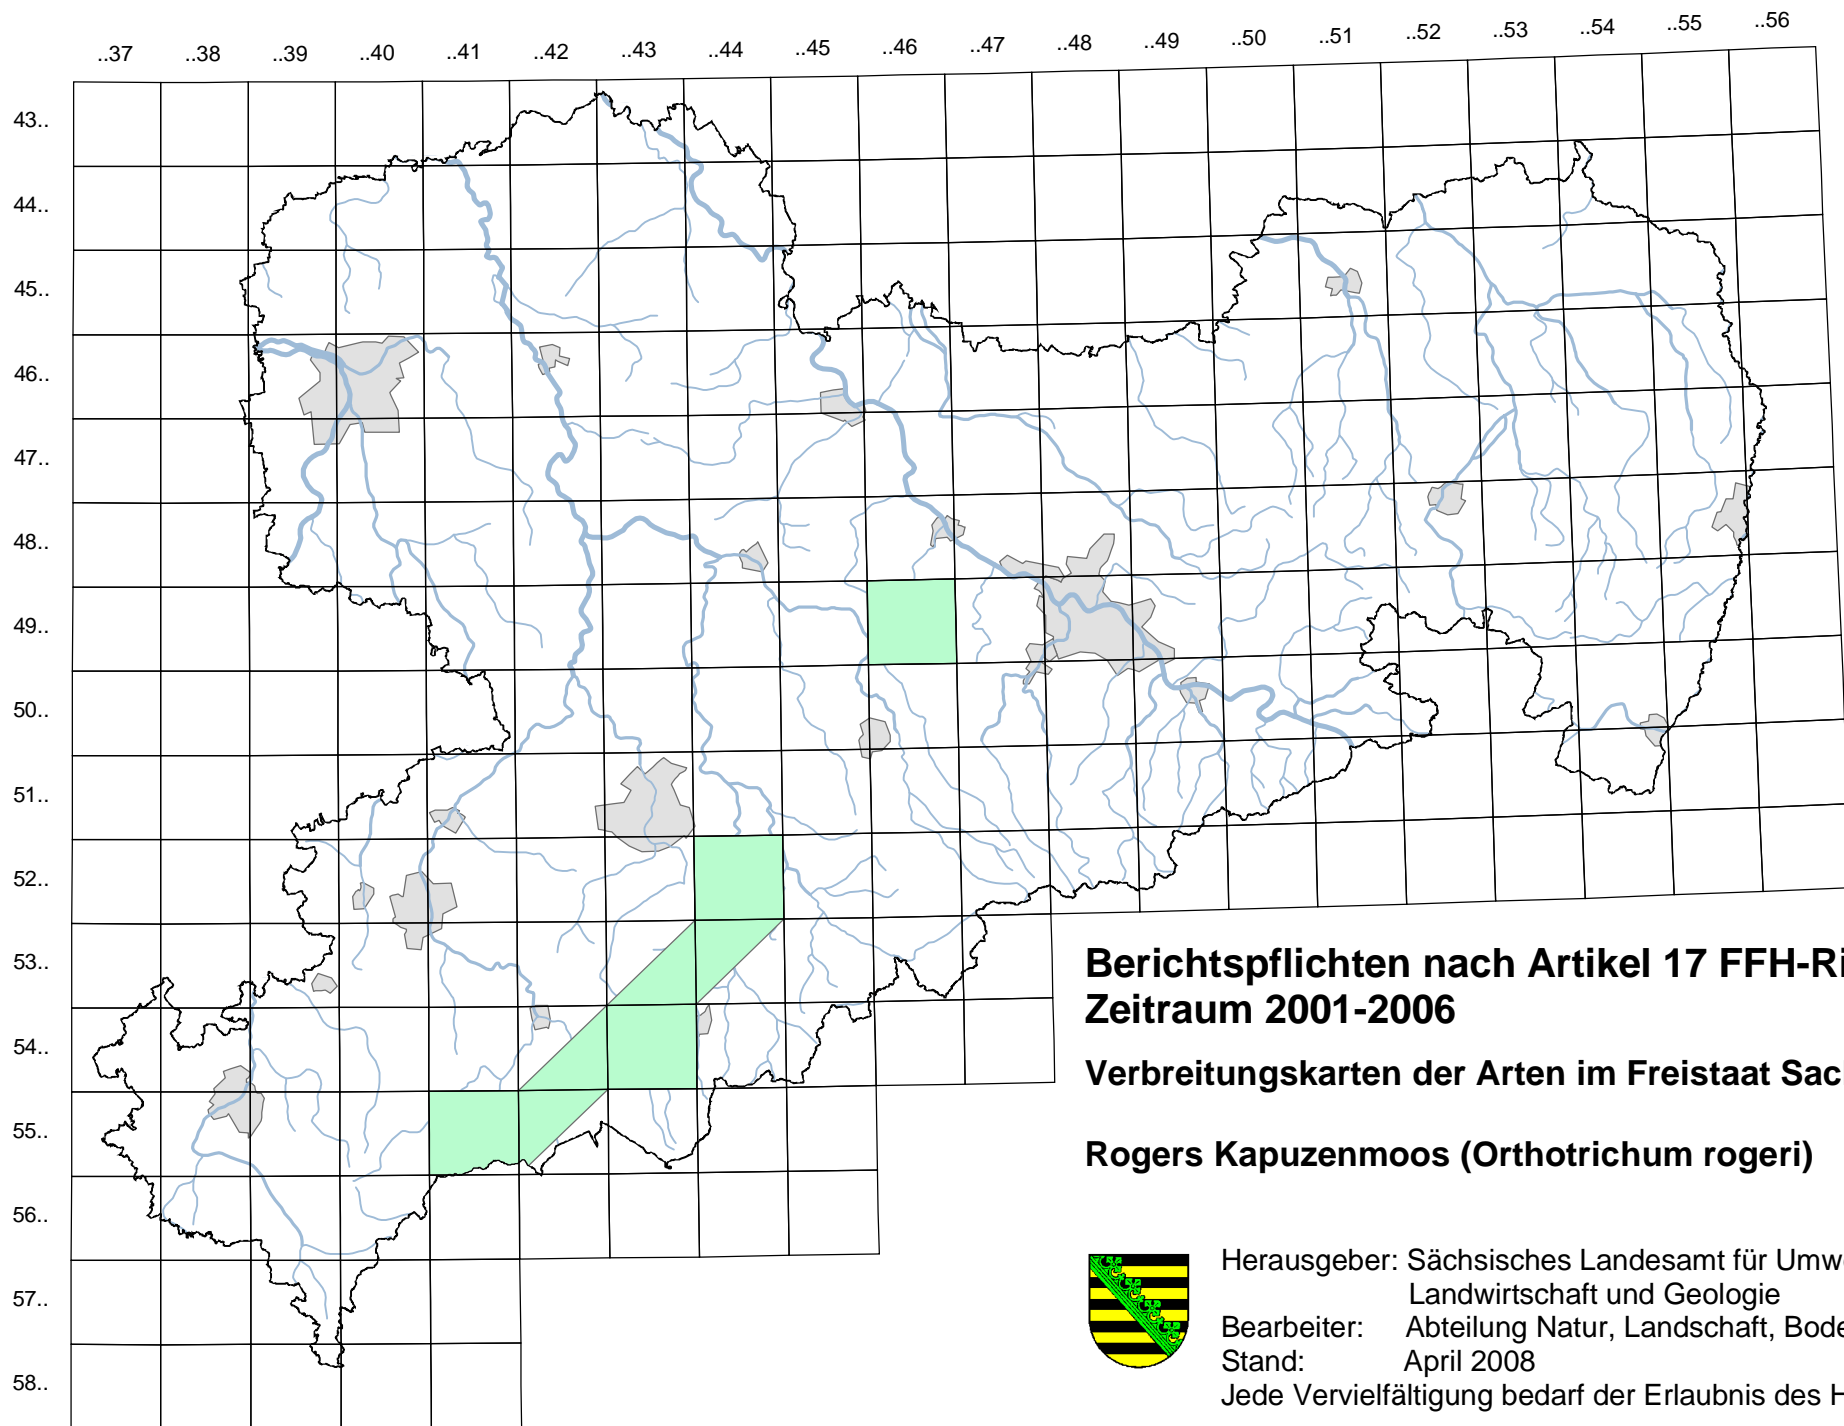 ..37 ..38 ..39 ..40 ..41 ..42 ..43 ..44 ..45 ..46 ..47 ..48 ..49 ..50 ..51 ..52 ..53 ..54 ..55 ..56
43..
44..
45..
46..
47..
48..
49..
50..
51..
52..
53..
54..
55..
56..
57..
58..
Berichtspflichten nach Artikel 17 FFH-Ri
Zeitraum 2001-2006
Verbreitungskarten der Arten im Freistaat Sac
Rogers Kapuzenmoos (Orthotrichum rogeri)
Herausgeber: Sächsisches Landesamt für Umwe
Landwirtschaft und Geologie
Bearbeiter: Abteilung Natur, Landschaft, Bode
Stand: April 2008
Jede Vervielfältigung bedarf der Erlaubnis des H